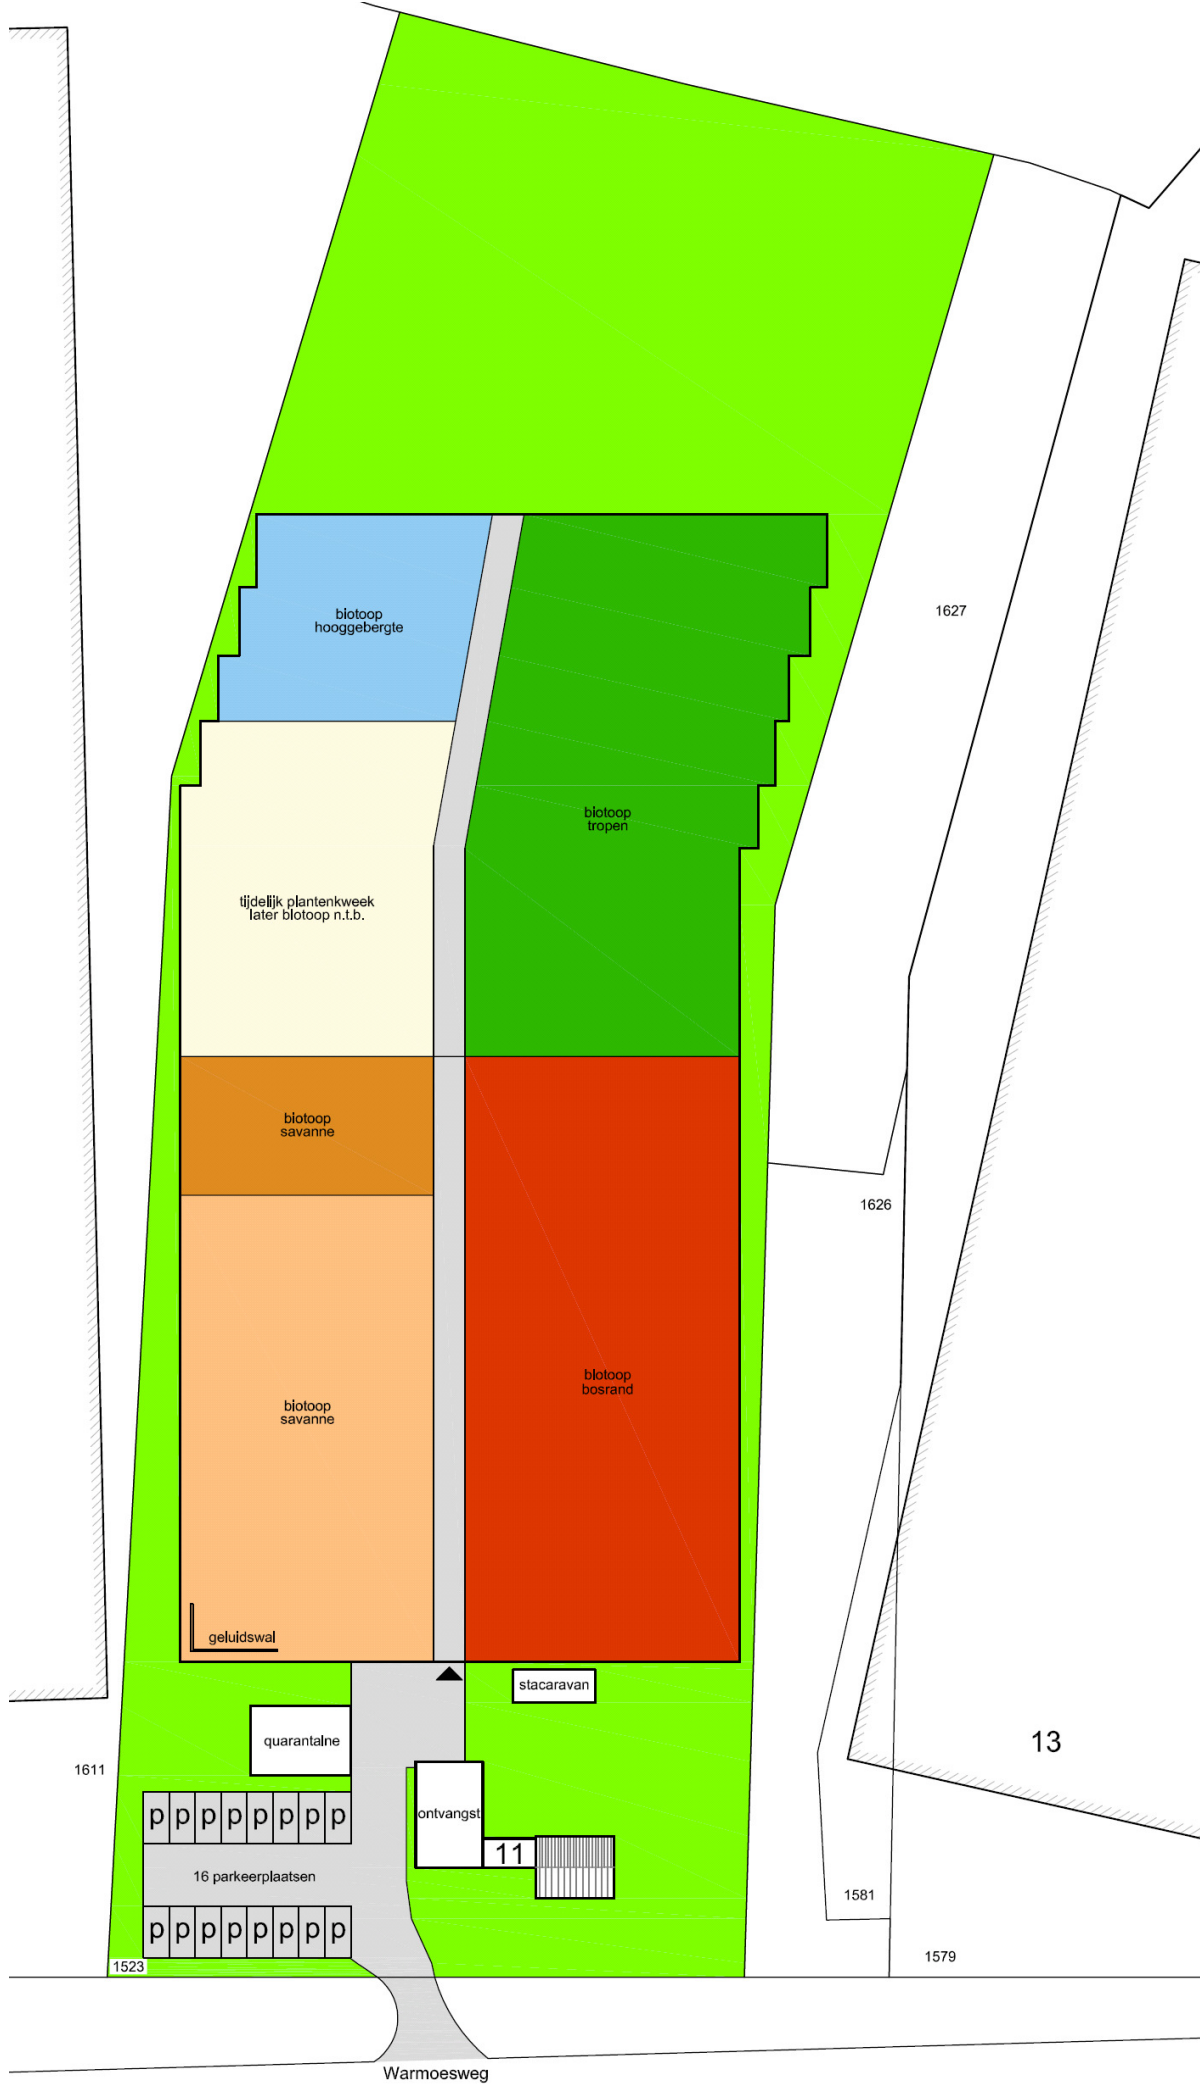 biotoop
hooggebergte
1627
biotoop
tropen
tijdelijk plantenkweek
later biotoop n.t.b.
biotoop
savanne
1626
biotoop
bosrand
biotoop
savanne
geluidswal
stacaravan
quarantaine
13
1611
ontvangst
p p p p p p p p
11
16 parkeerplaatsen
1581
p p p p p p p p
1579
1523
Warmoesweg